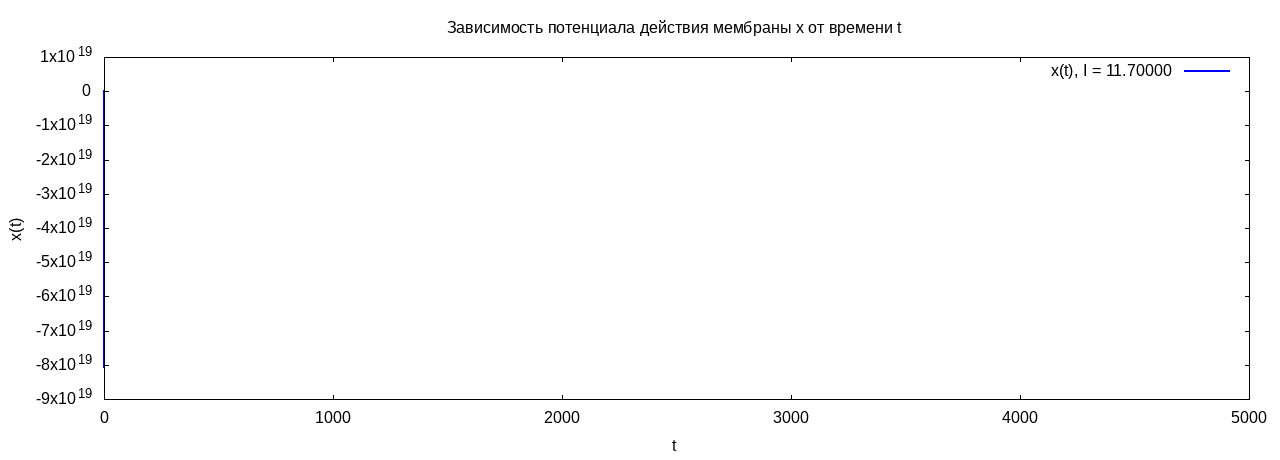 Зависимость потенциала действия мембраны x от времени t
x(t), I = 11.70000
1x10^19
0
-1x10^19
-2x10^19
-3x10^19
-4x10^19
-5x10^19
-6x10^19
-7x10^19
-8x10^19
-9x10^19
x(t)
0 1000 2000 3000 4000 5000
t